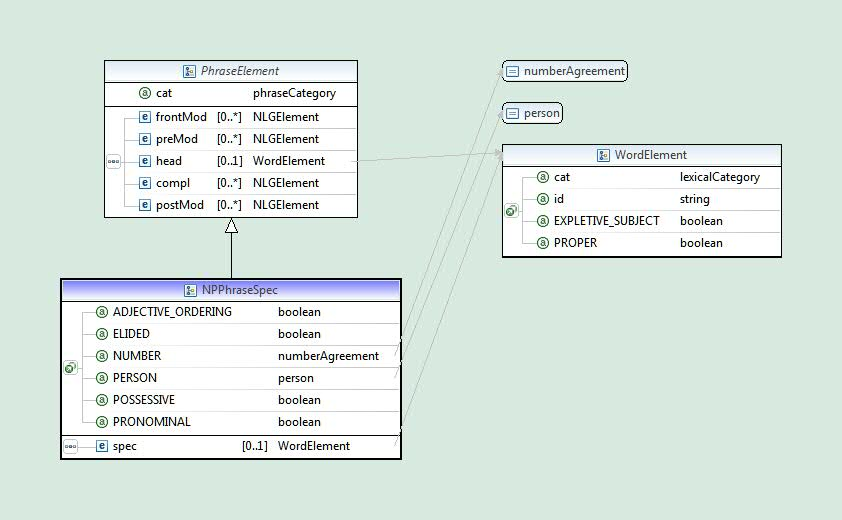 PhraseElement
cat phraseCategory
frontMod [0..*] NLGElement
preMod [0..*] NLGElement
head [0..1] WordElement
compl [0..*] NLGElement
postMod [0..*] NLGElement
numberAgreement
person
WordElement
cat lexicalCategory
id string
EXPLETIVE_SUBJECT boolean
PROPER boolean
NPPhraseSpec
ADJECTIVE_ORDERING boolean
ELIDED boolean
NUMBER numberAgreement
PERSON person
POSSESSIVE boolean
PRONOMINAL boolean
spec [0..1] WordElement